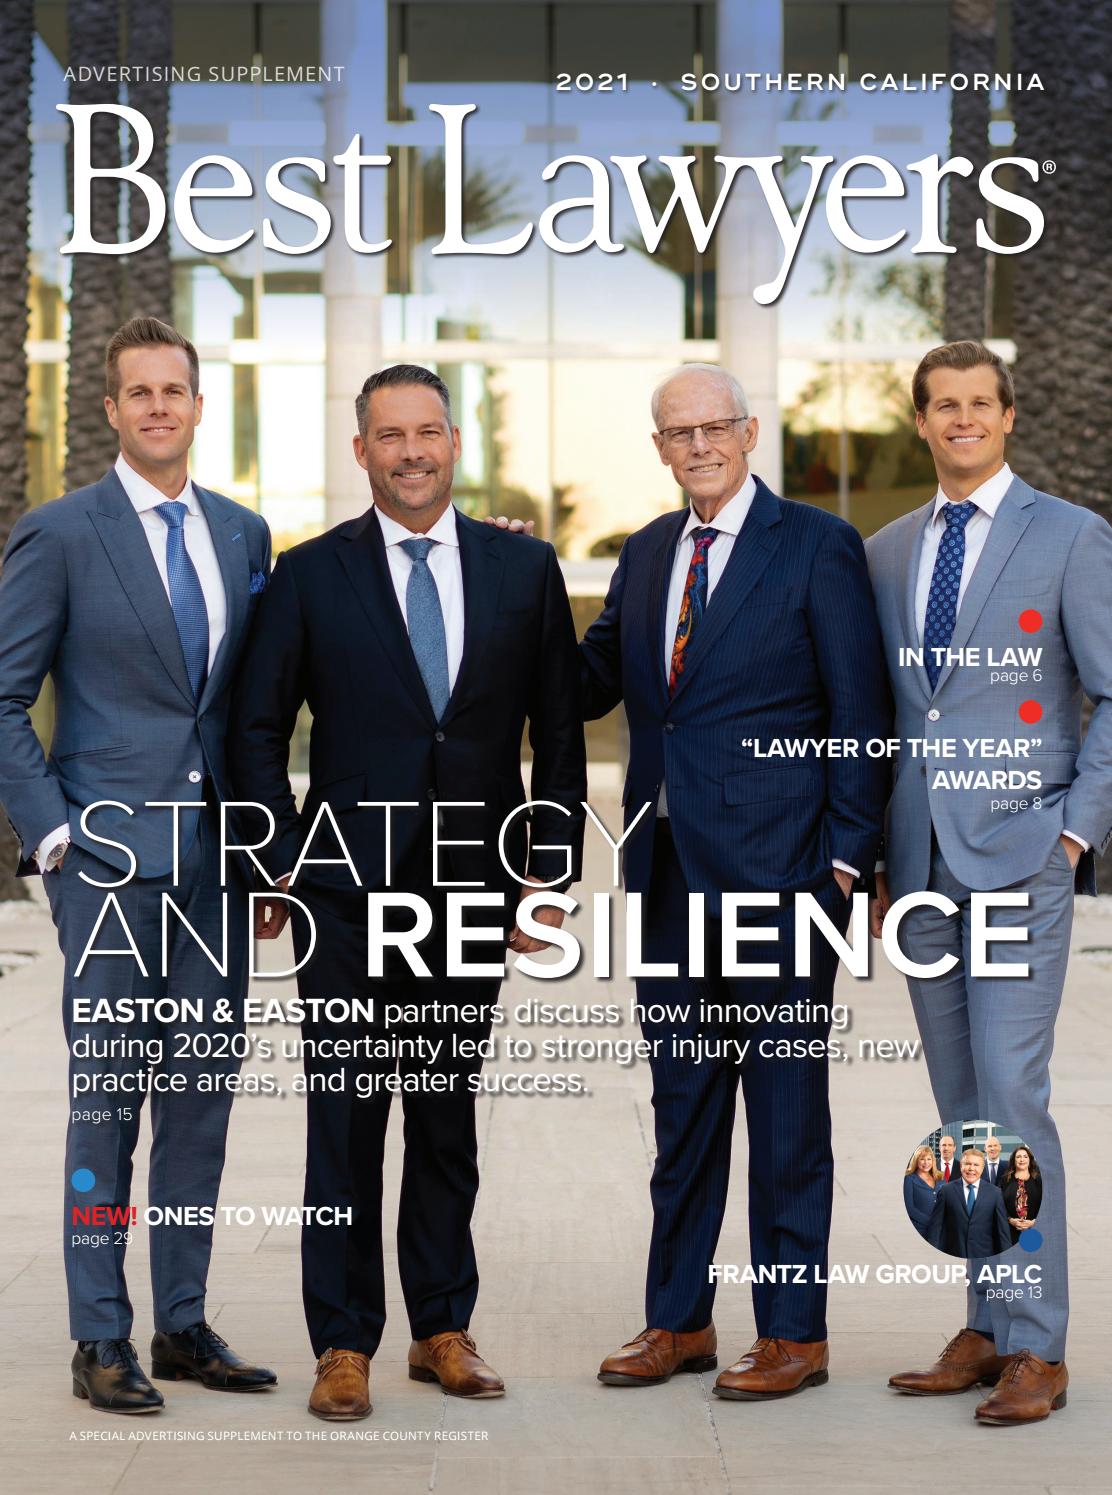 ADVERTISING SUPPLEMENT
2021 · SOUTHERN CALIFORNIA
Best Lawyers®
IN THE LAW
page 6
“LAWYER OF THE YEAR”
AWARDS
page 8
STRATEGY
AND RESILIENCE
EASTON & EASTON partners discuss how innovating
during 2020’s uncertainty led to stronger injury cases, new
practice areas, and greater success.
page 15
NEW! ONES TO WATCH
page 29
FRANTZ LAW GROUP, APLC
page 13
A SPECIAL ADVERTISING SUPPLEMENT TO THE ORANGE COUNTY REGISTER